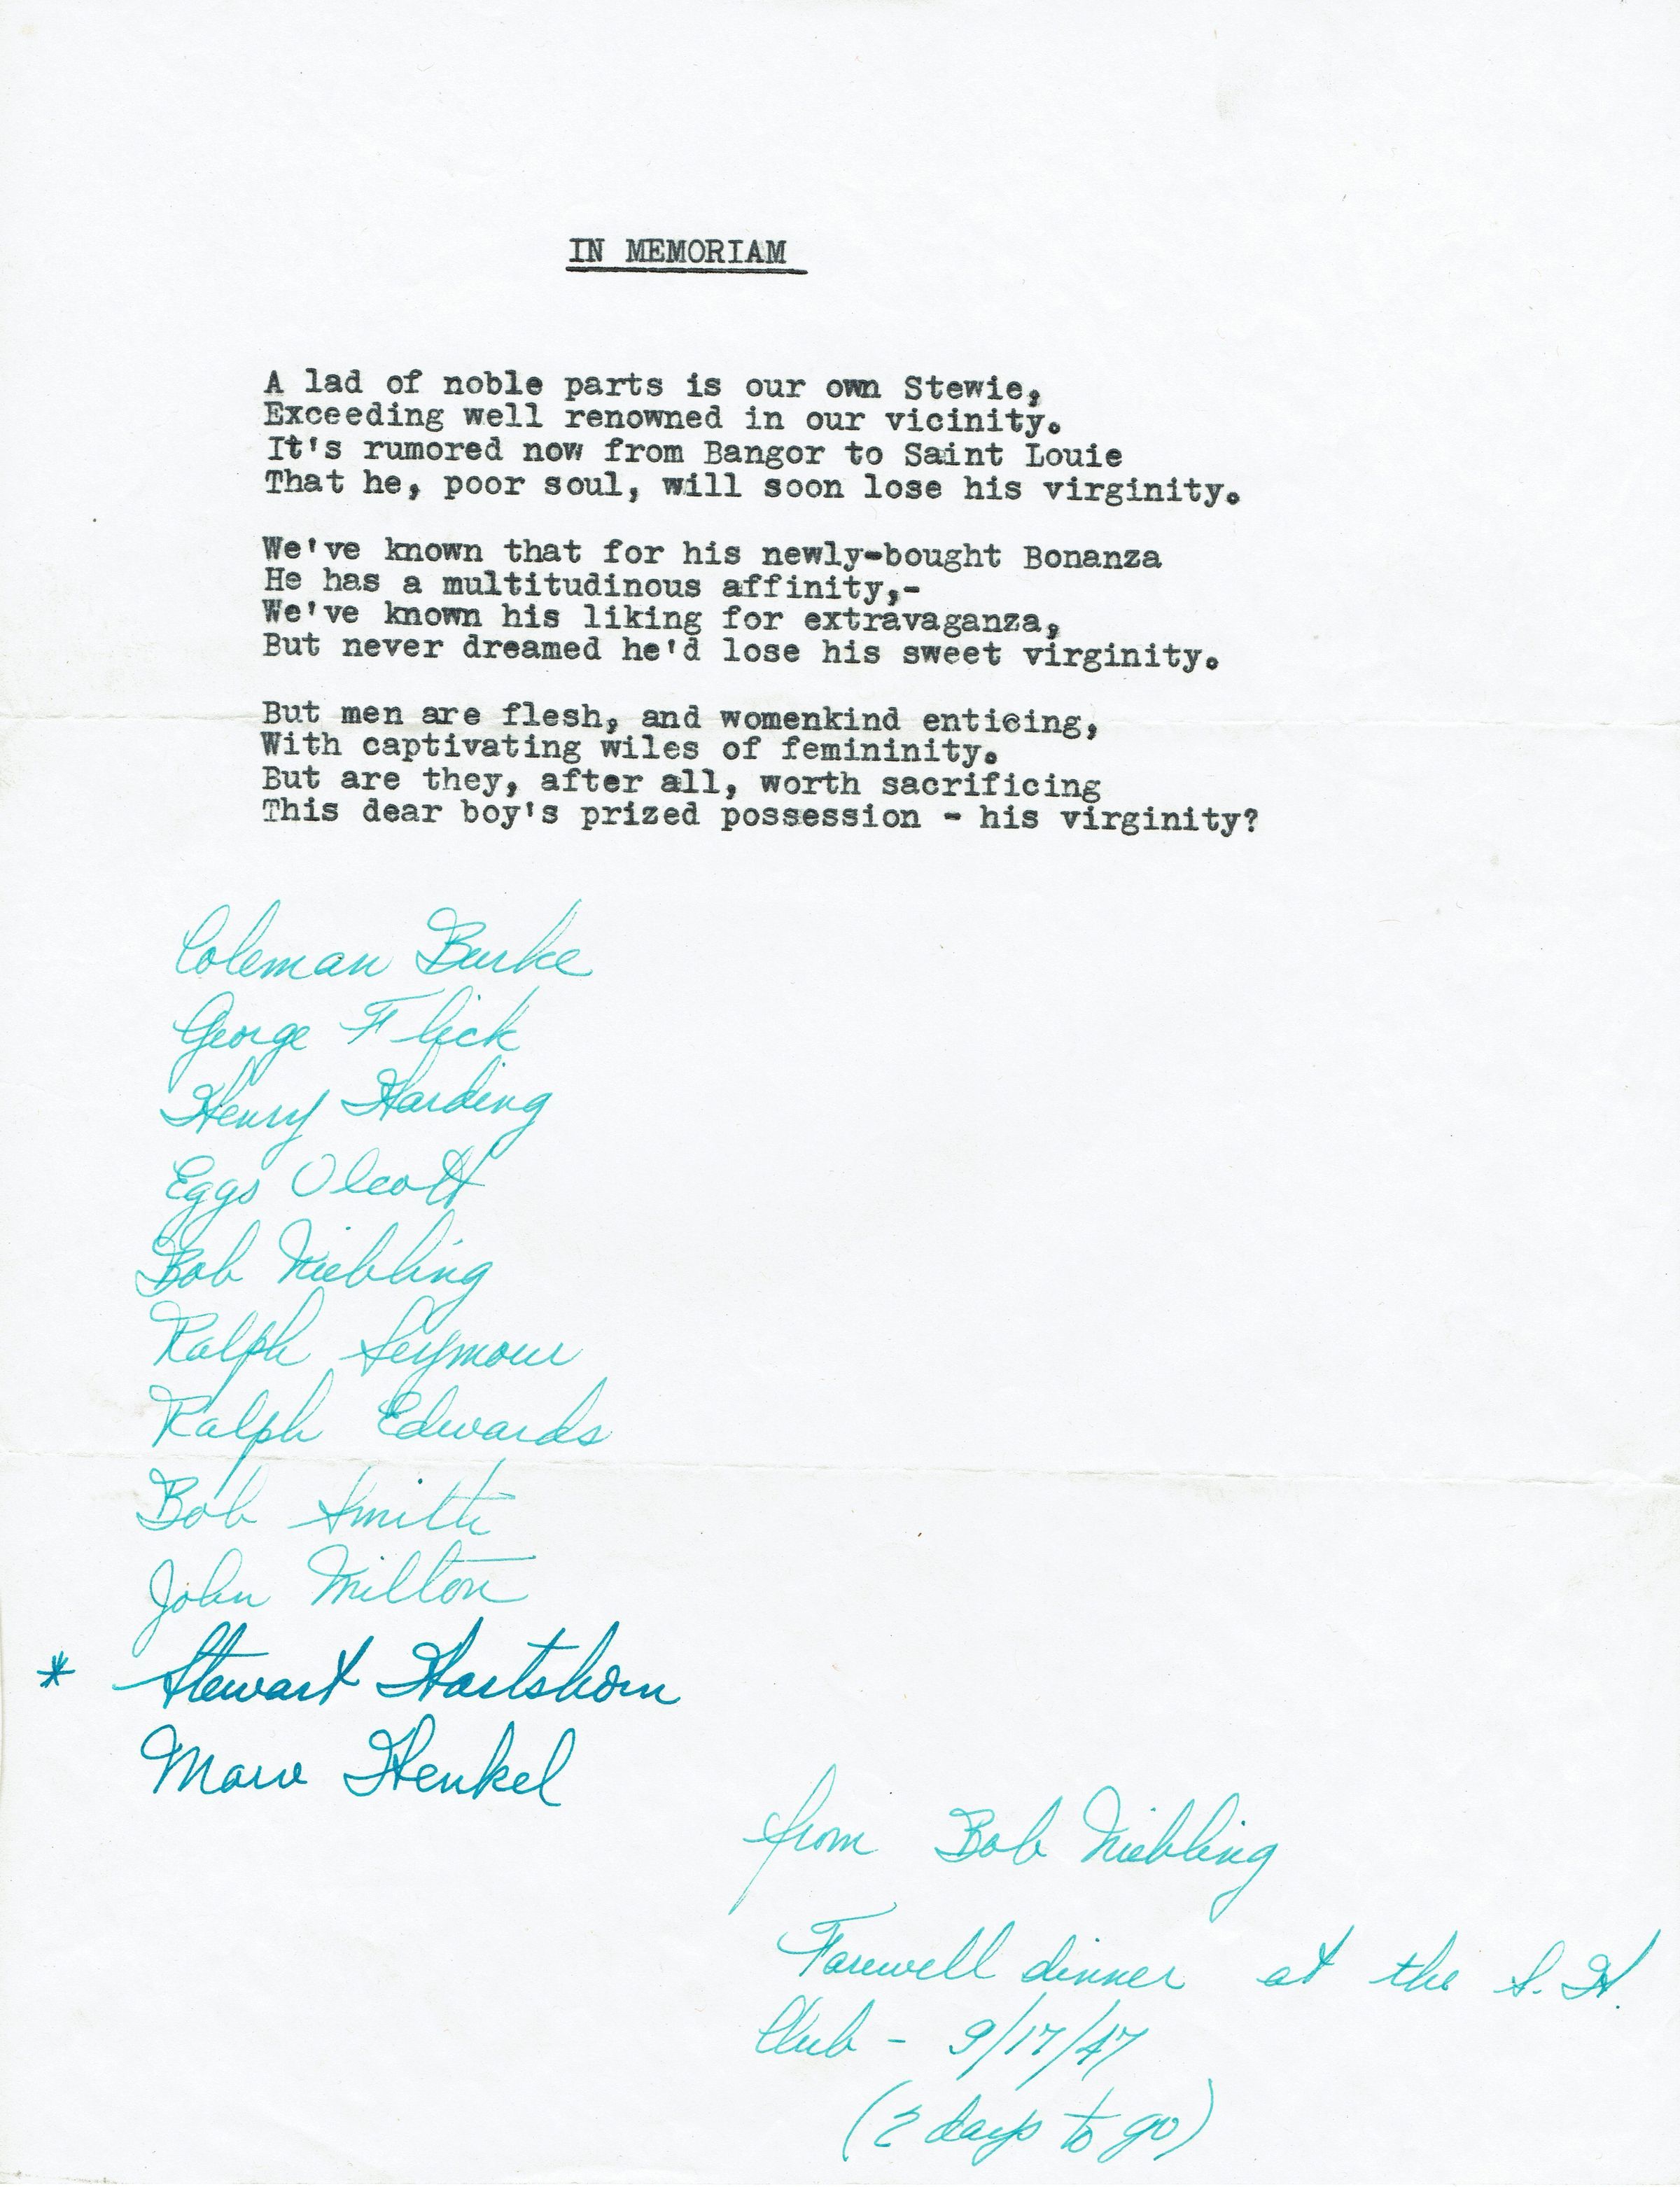 IN MEMORIAM
A lad of noble parts is our own Stewie,
Exceeding well renowned in our vicinity.
It's rumored now from Bangor to Saint Louie
That he, poor soul, will soon lose his virginity.
We've known that for his newly-bought Bonanza
He has a multitudinous affinity,-
We've known his liking for extravaganza,
But never dreamed he'd lose his sweet virginity.
But men are flesh, and womenkind enticing,
With captivating wiles of femininity.
But are they, after all, worth sacrificing
This dear boy's prized possession - his virginity?
Coleman Burke
George Flick
Henry Harding
Eggs Olcott
Bob Niebling
Ralph Seymour
Ralph Edwards
Bob Smith
John Milton
* Stewart Hartshorn
Marv Henkel
from Bob Niebling
Farewell dinner at the S.H.
Club - 9/17/47
(2 days to go)